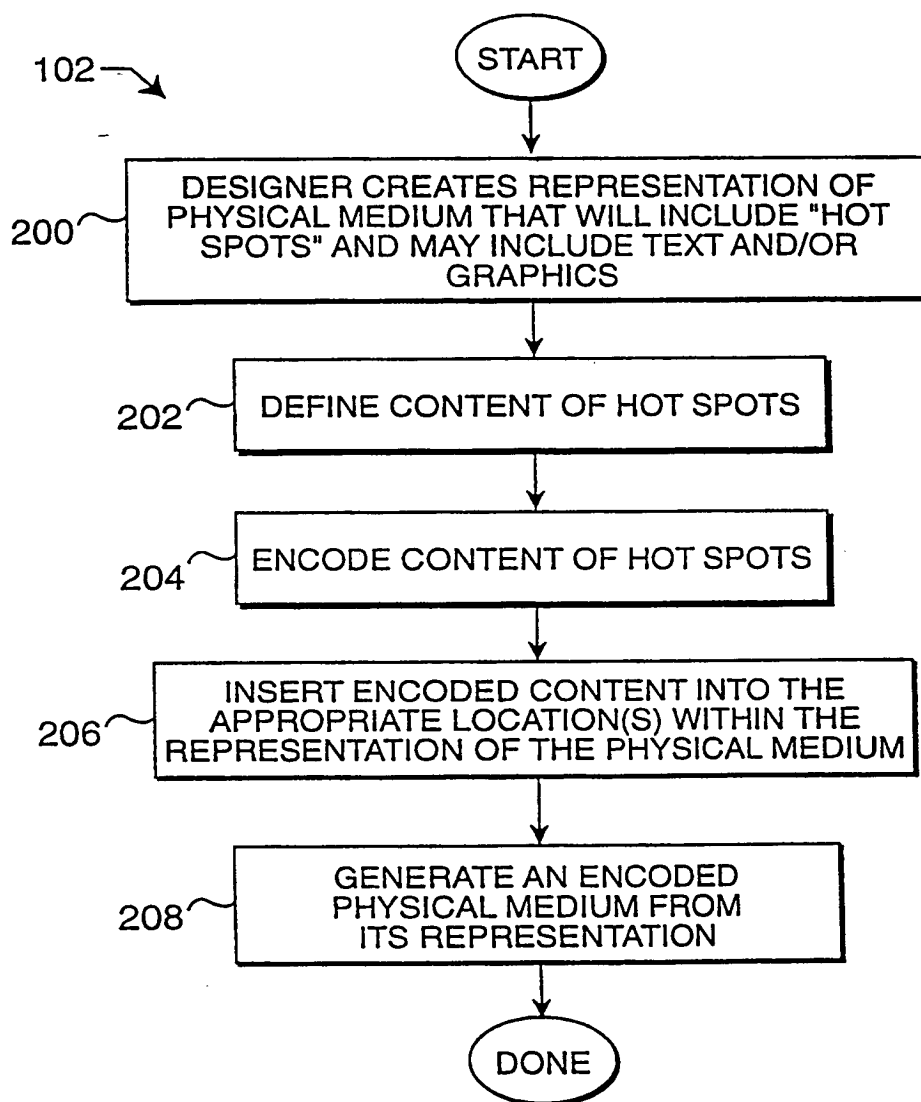 START
102
DESIGNER CREATES REPRESENTATION OF
PHYSICAL MEDIUM THAT WILL INCLUDE "HOT
SPOTS" AND MAY INCLUDE TEXT AND/OR
GRAPHICS
200
DEFINE CONTENT OF HOT SPOTS
202
ENCODE CONTENT OF HOT SPOTS
204
INSERT ENCODED CONTENT INTO THE
APPROPRIATE LOCATION(S) WITHIN THE
REPRESENTATION OF THE PHYSICAL MEDIUM
206
GENERATE AN ENCODED
PHYSICAL MEDIUM FROM
ITS REPRESENTATION
208
DONE